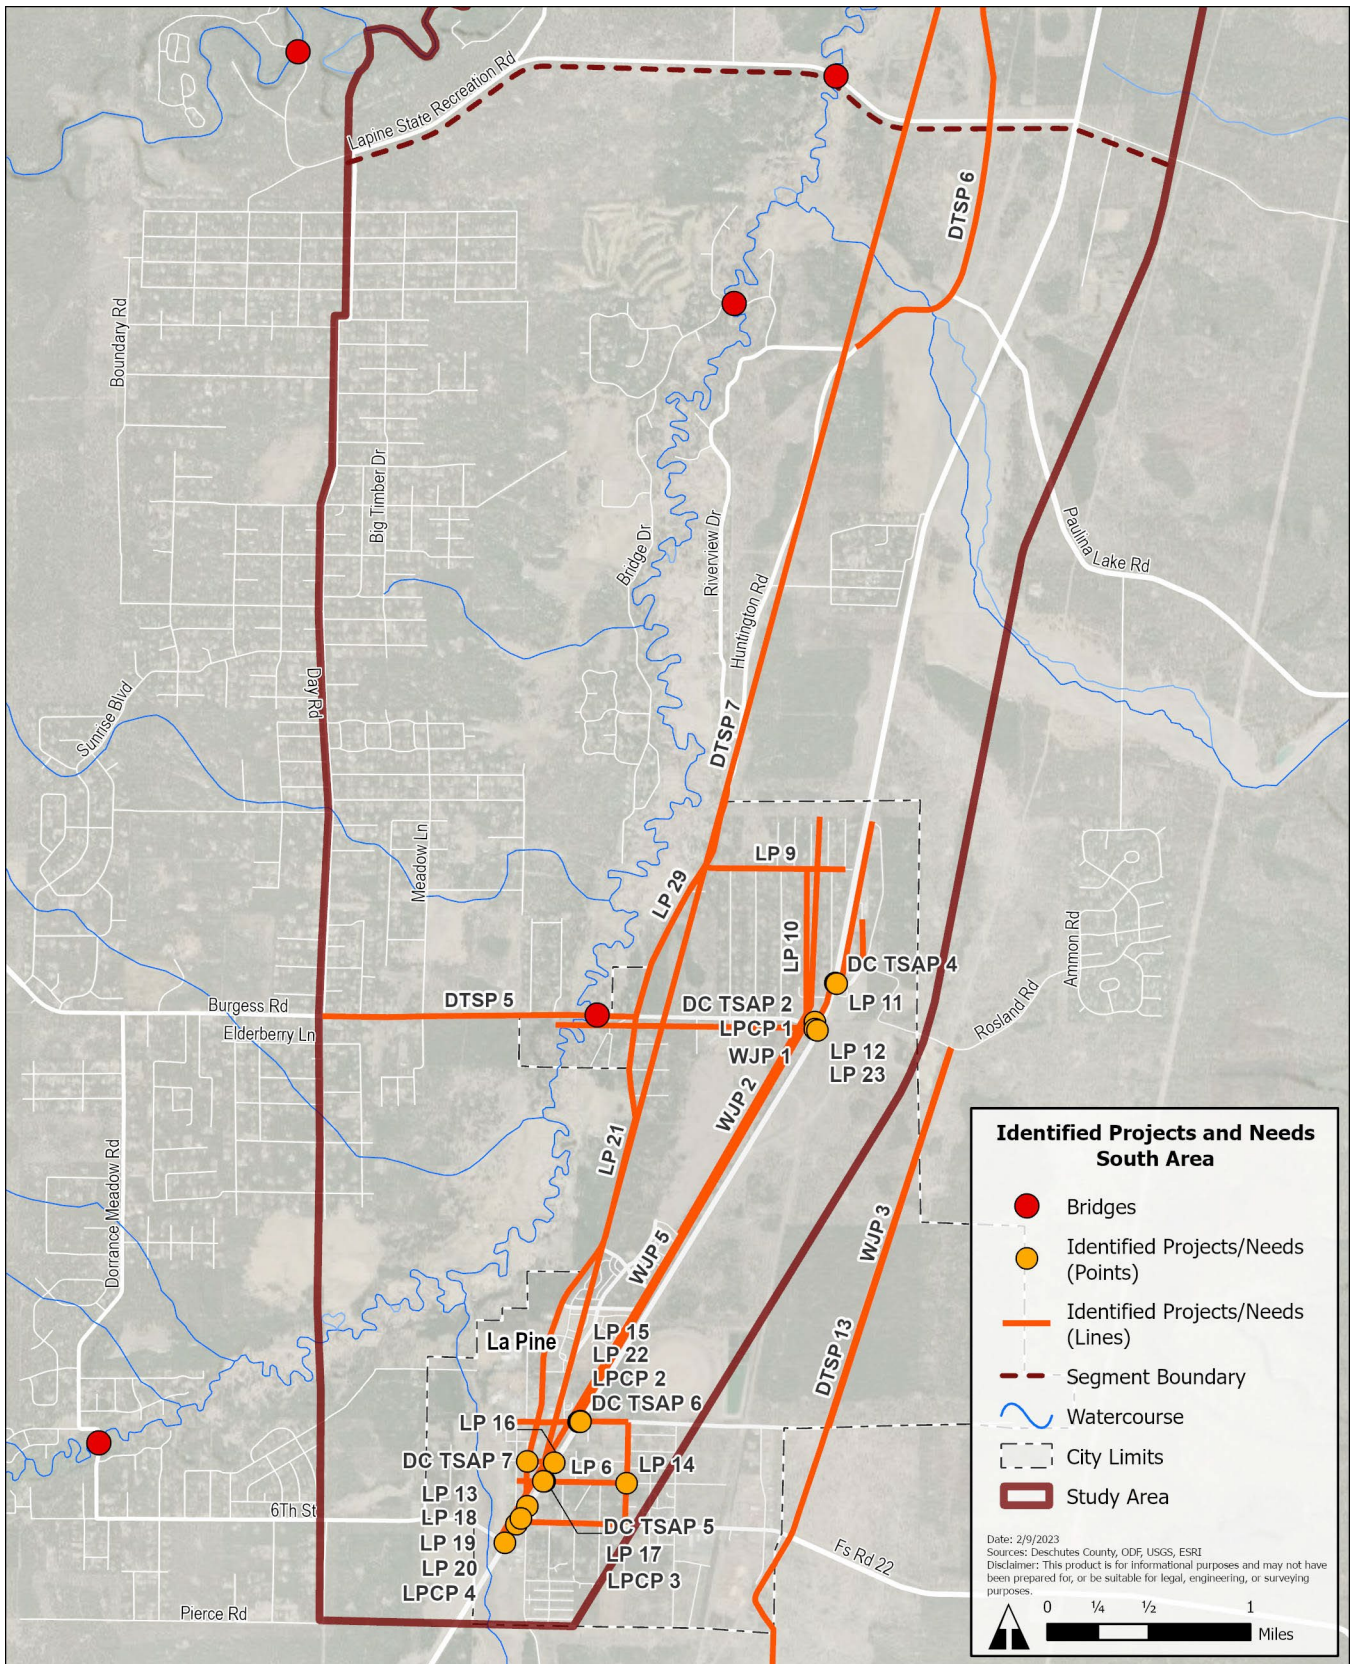 Lapine State Recreation Rd
DTSP 6
Boundary Rd
Big Timber Dr
Bridge Dr
Riverview Dr
Huntington Rd
Paulina Lake Rd
Sunrise Blvd
Day Rd
DTSP 7
Meadow Ln
LP 9
LP 29
LP 10
Ammon Rd
DC TSAP 4
LP 11
Burgess Rd
DTSP 5
DC TSAP 2
Elderberry Ln
LPCP 1
WJP 1
LP 12
LP 23
Rosland Rd
WJP 2
LP 21
Dorrance Meadow Rd
WJP 3
WJP 5
DTSP 13
La Pine
LP 15
LP 22
LPCP 2
DC TSAP 6
LP 16
DC TSAP 7
LP 6
LP 14
LP 13
6Th St
LP 18
DC TSAP 5
LP 19
LP 17
LP 20
LPCP 3
LPCP 4
Fs Rd 22
Pierce Rd
Identified Projects and Needs
South Area
Bridges
Identified Projects/Needs
(Points)
Identified Projects/Needs
(Lines)
Segment Boundary
Watercourse
City Limits
Study Area
Date: 2/9/2023
Sources: Deschutes County, ODF, USGS, ESRI
Disclaimer: This product is for informational purposes and may not have
been prepared for, or be suitable for legal, engineering, or surveying
purposes.
0 ¼ ½ 1
Miles